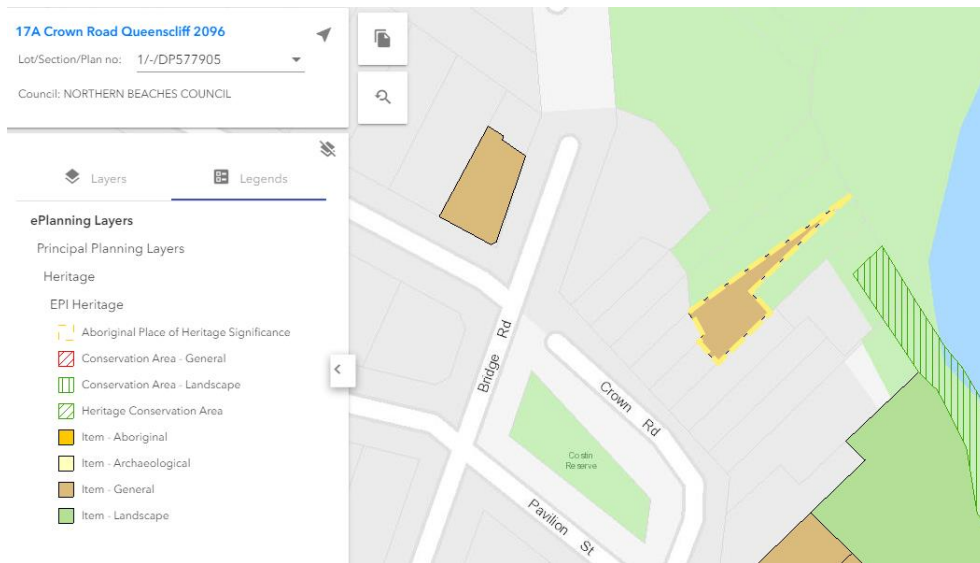 17A Crown Road Queenscliff 2096
Lot/Section/Plan no: 1/-/DP577905
Council: NORTHERN BEACHES COUNCIL
Layers
Legends
ePlanning Layers
Principal Planning Layers
Heritage
EPI Heritage
Aboriginal Place of Heritage Significance
Conservation Area - General
Conservation Area - Landscape
Heritage Conservation Area
Item - Aboriginal
Item - Archaeological
Item - General
Item - Landscape
Bridge Rd
Crown Rd
Costin
Reserve
Pavilion St